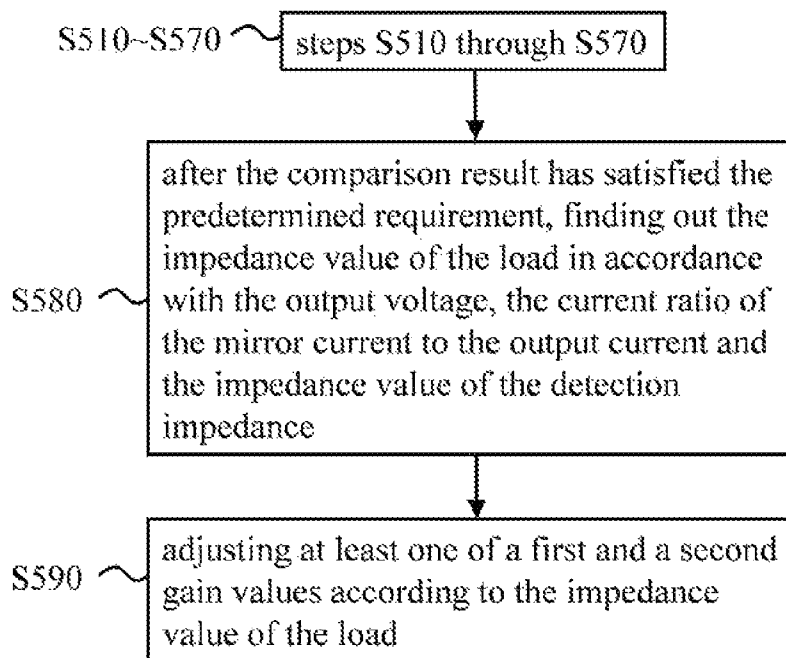 S510~S570 steps S510 through S570
after the comparison result has satisfied the
predetermined requirement, finding out the
impedance value of the load in accordance
S580 with the output voltage, the current ratio of
the mirror current to the output current and
the impedance value of the detection
impedance
adjusting at least one of a first and a second
S590 gain values according to the impedance
value of the load